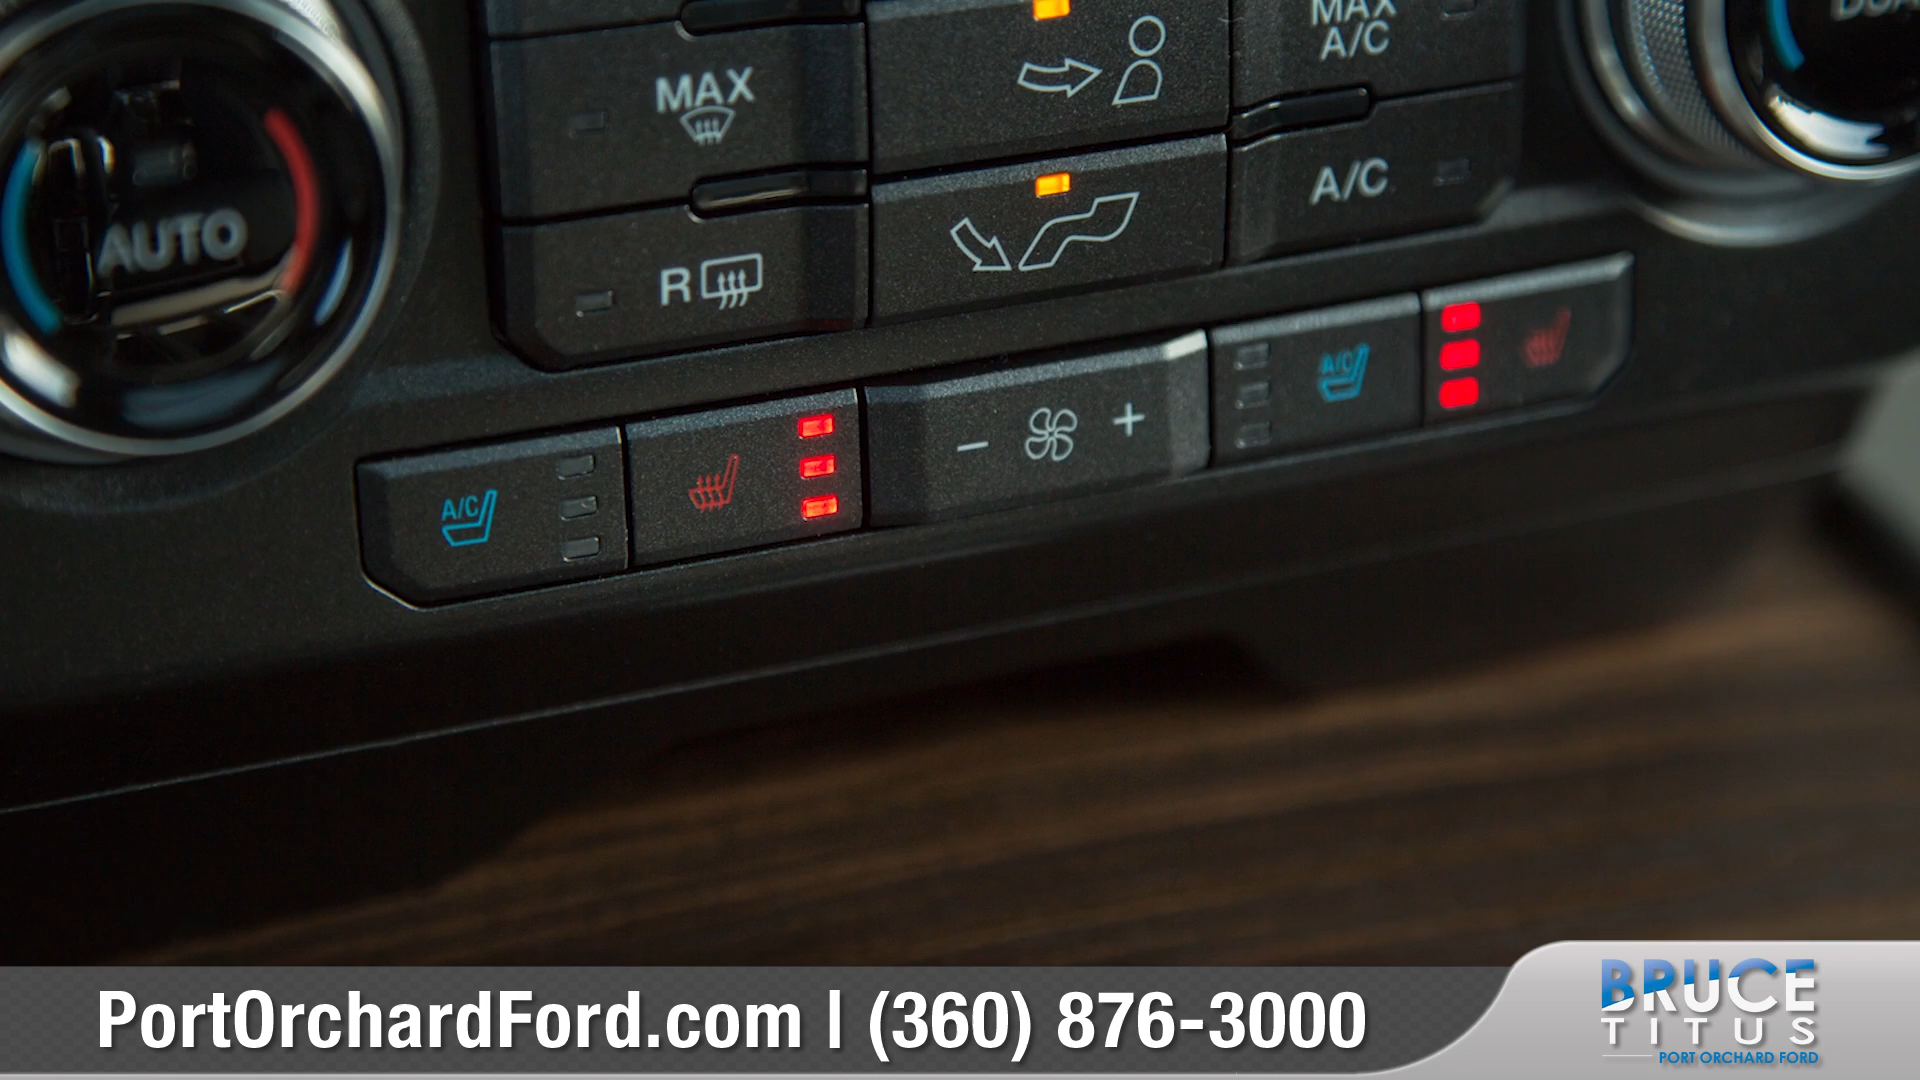 MAX
A/C
MAX
A/C
AUTO
R
A/C
A/C
PortOrchardFord.com | (360) 876-3000
BRUCE
TITUS
PORT ORCHARD FORD